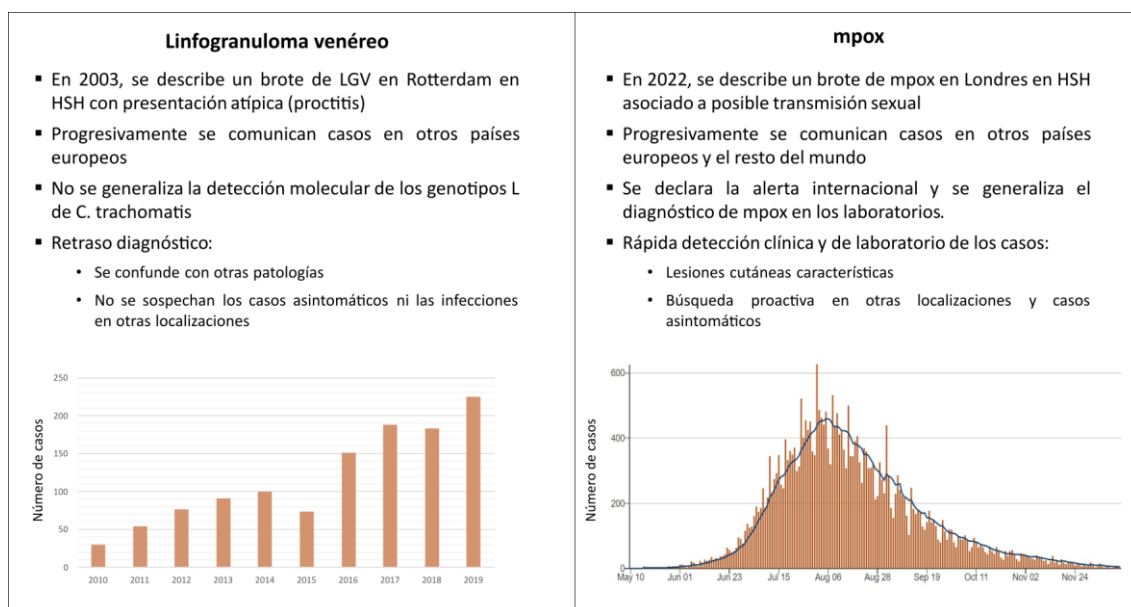 Linfogranuloma venéreo
▪ En 2003, se describe un brote de LGV en Rotterdam en
HSH con presentación atípica (proctitis)
▪ Progresivamente se comunican casos en otros países
europeos
▪ No se generaliza la detección molecular de los genotipos L
de C. trachomatis
▪ Retraso diagnóstico:
• Se confunde con otras patologías
• No se sospechan los casos asintomáticos ni las infecciones
en otras localizaciones
Número de casos
250
200
150
100
50
0
2010 2011 2012 2013 2014 2015 2016 2017 2018 2019
mpox
▪ En 2022, se describe un brote de mpox en Londres en HSH
asociado a posible transmisión sexual
▪ Progresivamente se comunican casos en otros países
europeos y el resto del mundo
▪ Se declara la alerta internacional y se generaliza el
diagnóstico de mpox en los laboratorios.
▪ Rápida detección clínica y de laboratorio de los casos:
• Lesiones cutáneas características
• Búsqueda proactiva en otras localizaciones y casos
asintomáticos
Número de casos
600
400
200
0
May 10 Jun 01 Jun 23 Jul 15 Aug 06 Aug 28 Sep 19 Oct 11 Nov 02 Nov 24